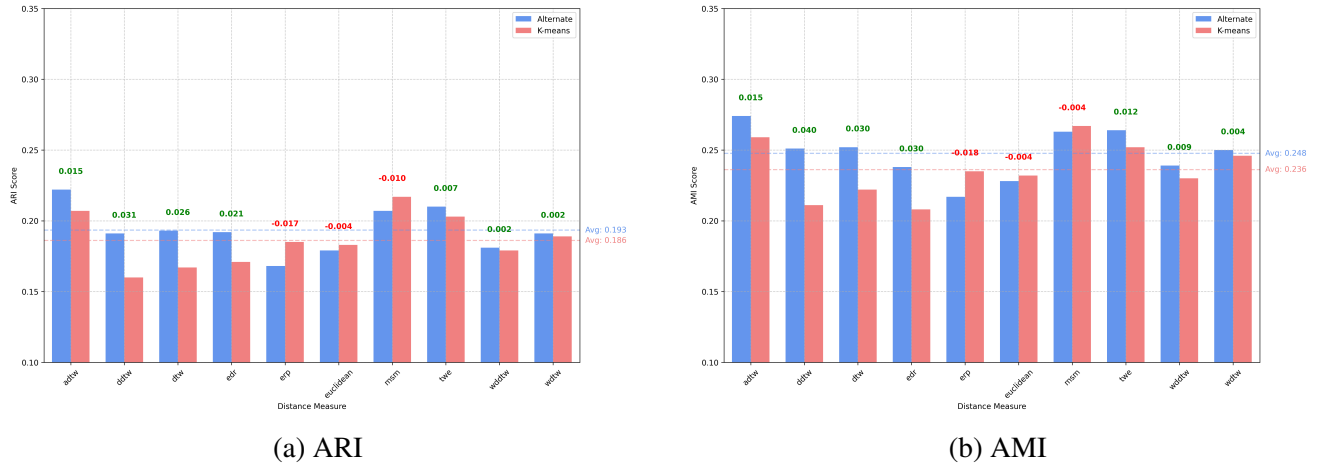 0.35
0.30
0.25
0.20
0.15
0.10
ARI Score
Alternate
K-means
0.015
0.031
0.026
0.021
-0.017
-0.004
-0.010
0.007
0.002
0.002
Avg: 0.193
Avg: 0.186
adtw
ddtw
dtw
edr
erp
euclidean
msm
twe
wddtw
wdtw
Distance Measure
(a) ARI
0.35
0.30
0.25
0.20
0.15
0.10
AMI Score
Alternate
K-means
0.015
0.040
0.030
0.030
-0.018
-0.004
-0.004
0.012
0.009
0.004
Avg: 0.248
Avg: 0.236
adtw
ddtw
dtw
edr
erp
euclidean
msm
twe
wddtw
wdtw
Distance Measure
(b) AMI